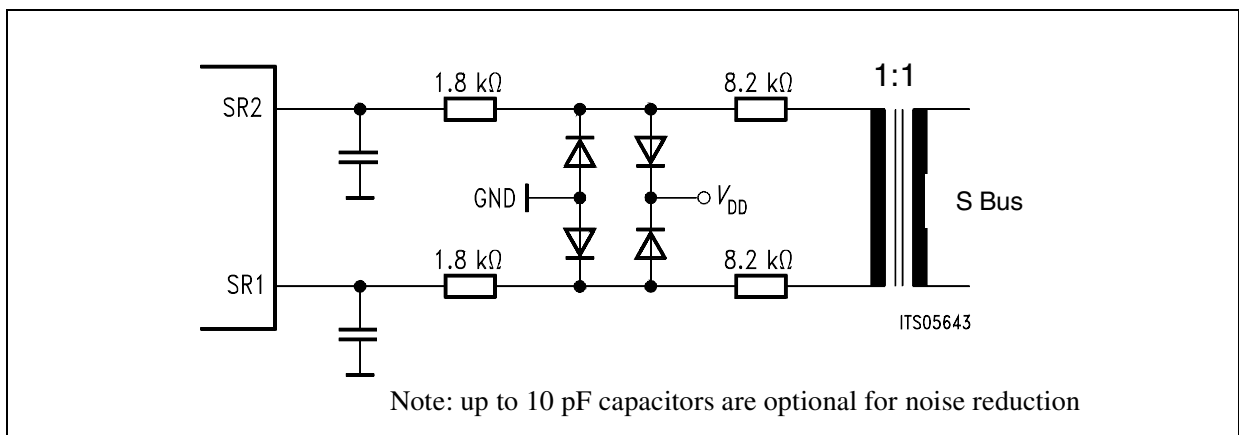 1:1
1.8 kΩ
8.2 kΩ
SR2
GND
VDD
S Bus
1.8 kΩ
8.2 kΩ
SR1
ITS05643
Note: up to 10 pF capacitors are optional for noise reduction